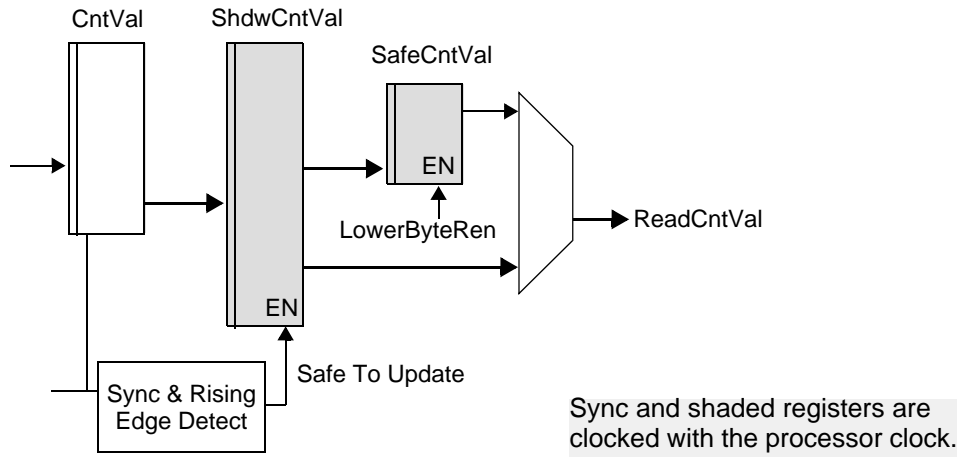 CntVal
ShdwCntVal
SafeCntVal
EN
LowerByteRen
ReadCntVal
EN
Safe To Update
Sync & Rising
Edge Detect
Sync and shaded registers are
clocked with the processor clock.